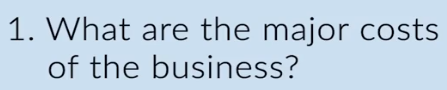 1. What are the major costs
of the business?